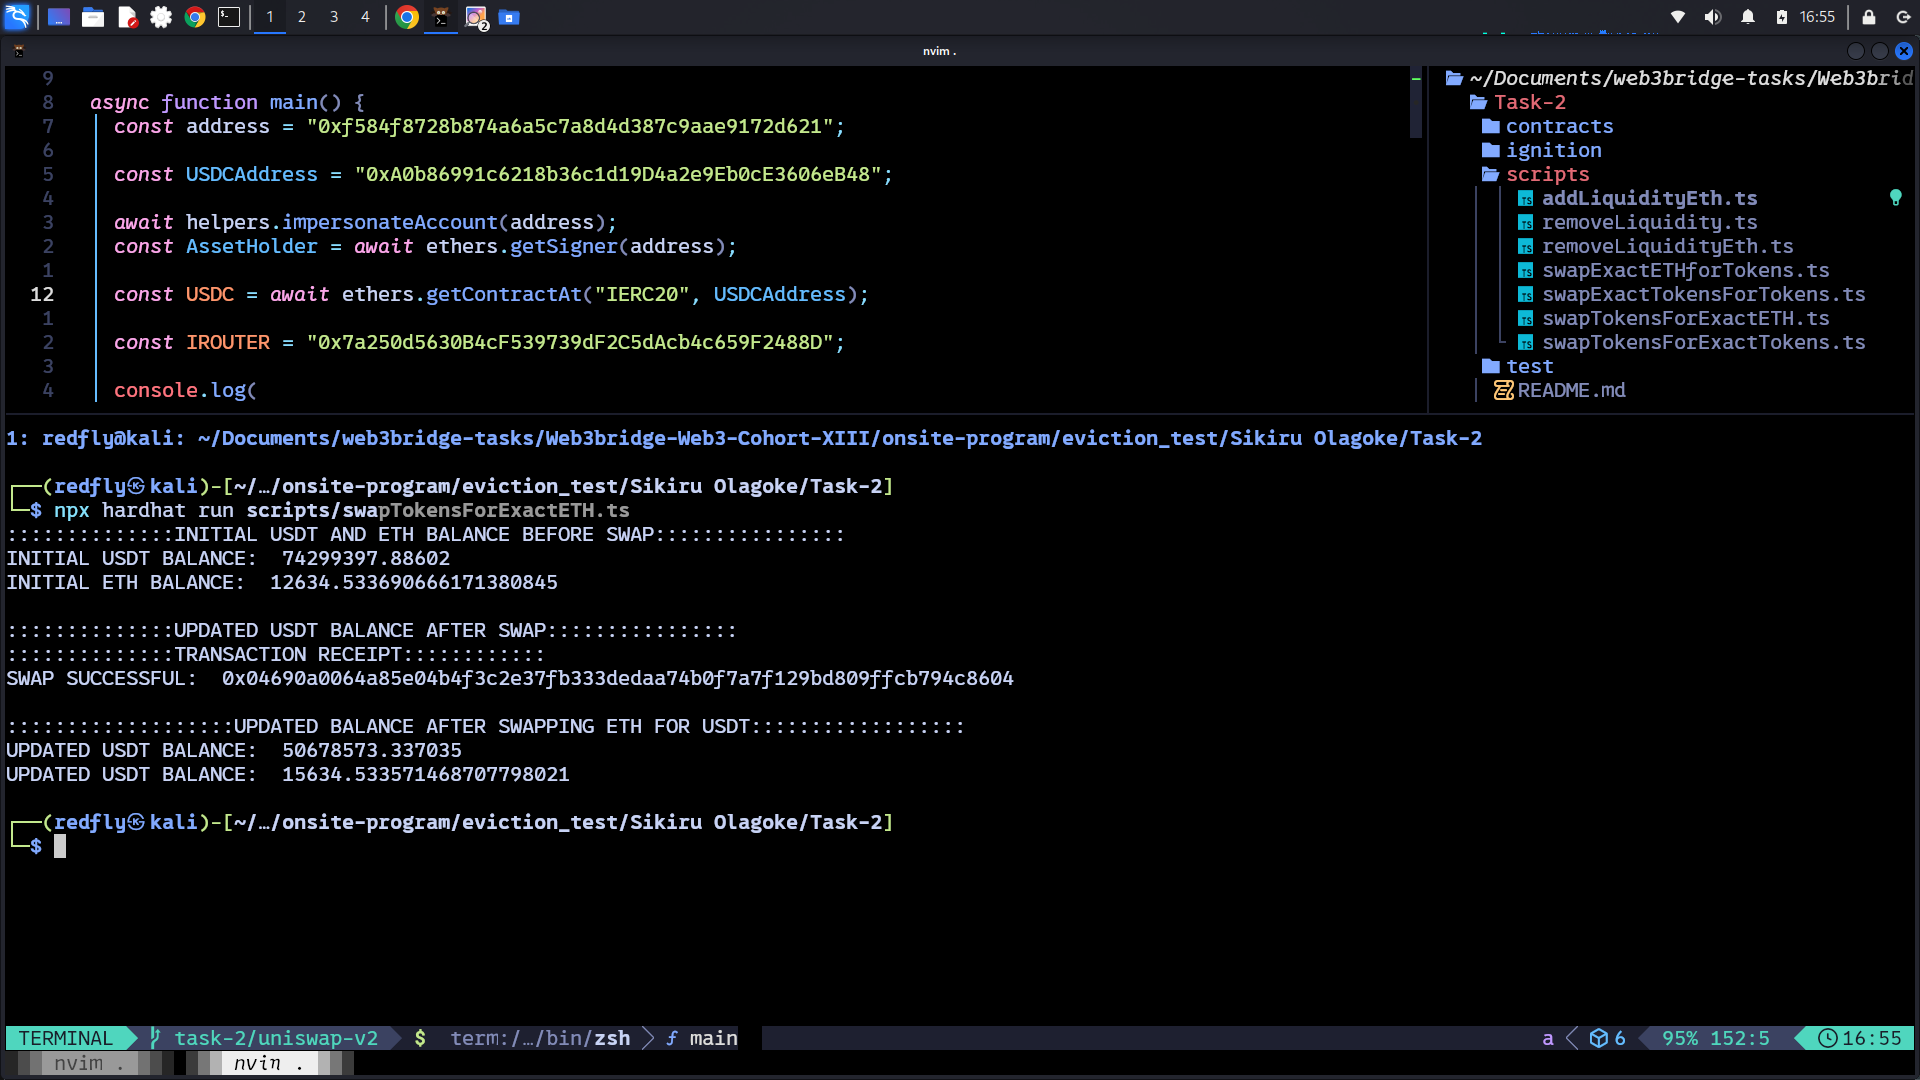 1 2 3 4
2
16:55
nvim .
9
8 async function main() {
7 const address = "0xf584f8728b874a6a5c7a8d4d387c9aae9172d621";
6
5 const USDCAddress = "0xA0b86991c6218b36c1d19D4a2e9Eb0cE3606eB48";
4
3 await helpers.impersonateAccount(address);
2 const AssetHolder = await ethers.getSigner(address);
1
12 const USDC = await ethers.getContractAt("IERC20", USDCAddress);
1
2 const IROUTER = "0x7a250d5630B4cF539739dF2C5dAcb4c659F2488D";
3
4 console.log(
~/Documents/web3bridge-tasks/Web3brid
Task-2
contracts
ignition
scripts
TS addLiquidityEth.ts
TS removeLiquidity.ts
TS removeLiquidityEth.ts
TS swapExactETHforTokens.ts
TS swapExactTokensForTokens.ts
TS swapTokensForExactETH.ts
TS swapTokensForExactTokens.ts
test
README.md
1: redfly@kali: ~/Documents/web3bridge-tasks/Web3bridge-Web3-Cohort-XIII/onsite-program/eviction_test/Sikiru Olagoke/Task-2
┌──(redfly㉿kali)-[~/…/onsite-program/eviction_test/Sikiru Olagoke/Task-2]
└─$ npx hardhat run scripts/swapTokensForExactETH.ts
::::::::::::::INITIAL USDT AND ETH BALANCE BEFORE SWAP::::::::::::::::
INITIAL USDT BALANCE:  74299397.88602
INITIAL ETH BALANCE:  12634.533690666171380845
::::::::::::::UPDATED USDT BALANCE AFTER SWAP::::::::::::::::
::::::::::::::TRANSACTION RECEIPT::::::::::::
SWAP SUCCESSFUL:  0x04690a0064a85e04b4f3c2e37fb333dedaa74b0f7a7f129bd809ffcb794c8604
:::::::::::::::::::UPDATED BALANCE AFTER SWAPPING ETH FOR USDT::::::::::::::::::
UPDATED USDT BALANCE:  50678573.337035
UPDATED USDT BALANCE:  15634.533571468707798021
┌──(redfly㉿kali)-[~/…/onsite-program/eviction_test/Sikiru Olagoke/Task-2]
└─$
TERMINAL task-2/uniswap-v2 $ term:/…/bin/zsh f main a 6 95% 152:5 16:55
nvim . nvin .